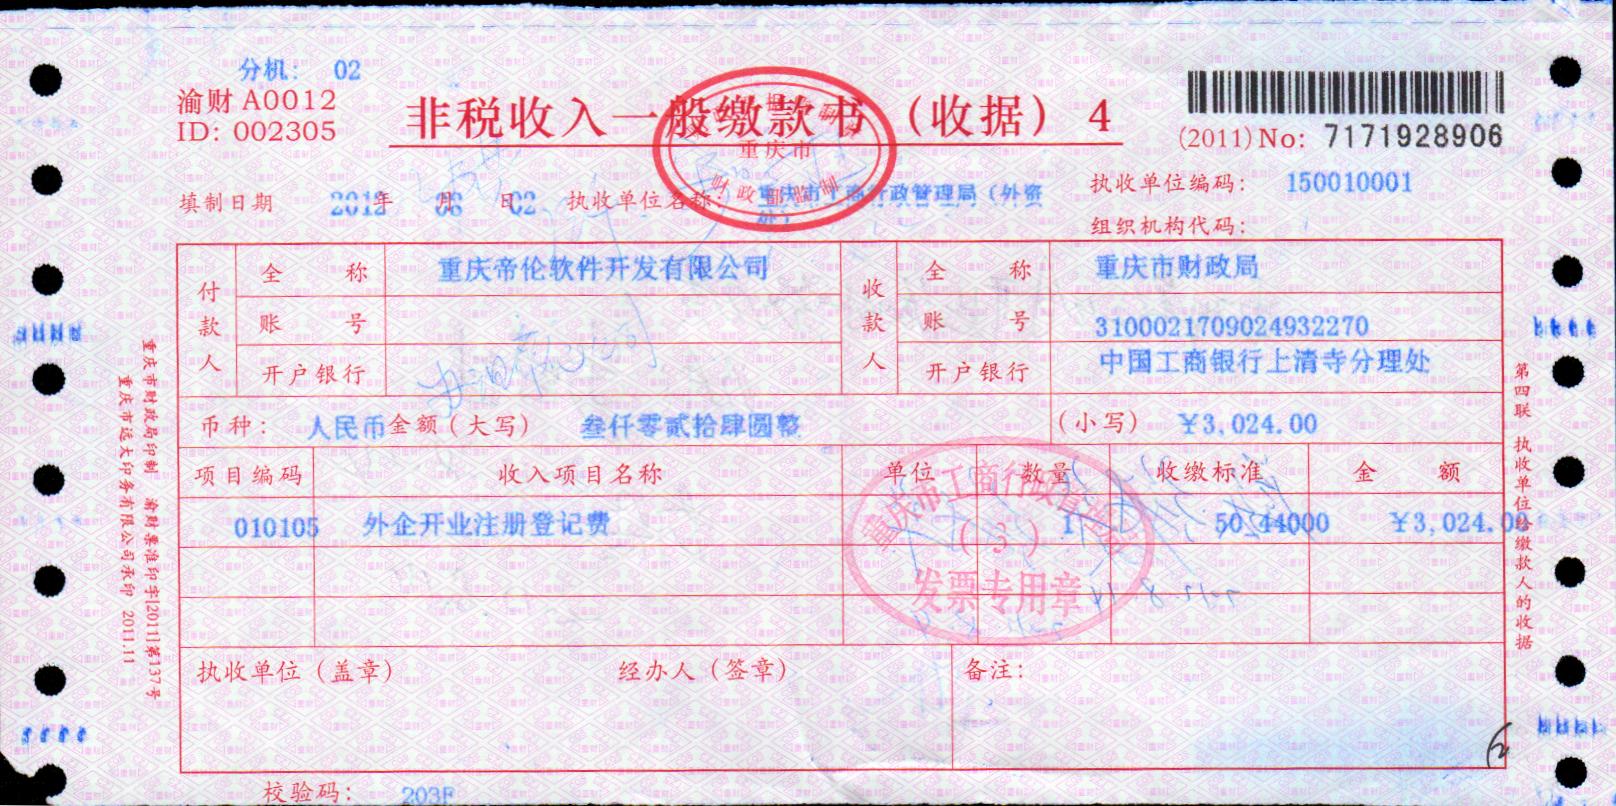 分机: 02
渝财 A0012
ID: 002305
非税收入一般缴款书（收据）4
(2011) No: 7171928906
填制日期 2012年 08月 02日 执收单位名称: 重庆市工商行政管理局（外资处）
执收单位编码: 150010001
组织机构代码:
重庆市
财政部监制
付款人 全称 重庆帝伦软件开发有限公司 收款人 全称 重庆市财政局
账号 账号 3100021709024932270
开户银行 开户银行 中国工商银行上清寺分理处
币种: 人民币 金额（大写） 叁仟零贰拾肆圆整 （小写） ¥3,024.00
项目编码 收入项目名称 单位 数量 收缴标准 金额
010105 外企开业注册登记费 1 50.44000 ¥3,024.00
重庆市工商行政管理局
(3)
发票专用章
执收单位（盖章） 经办人（签章） 备注:
校验码: 203F
重庆市财政局印制 渝财票准印字[2011]第137号
重庆市远大印务有限公司承印 2011.11
第四联 执收单位给缴款人的收据